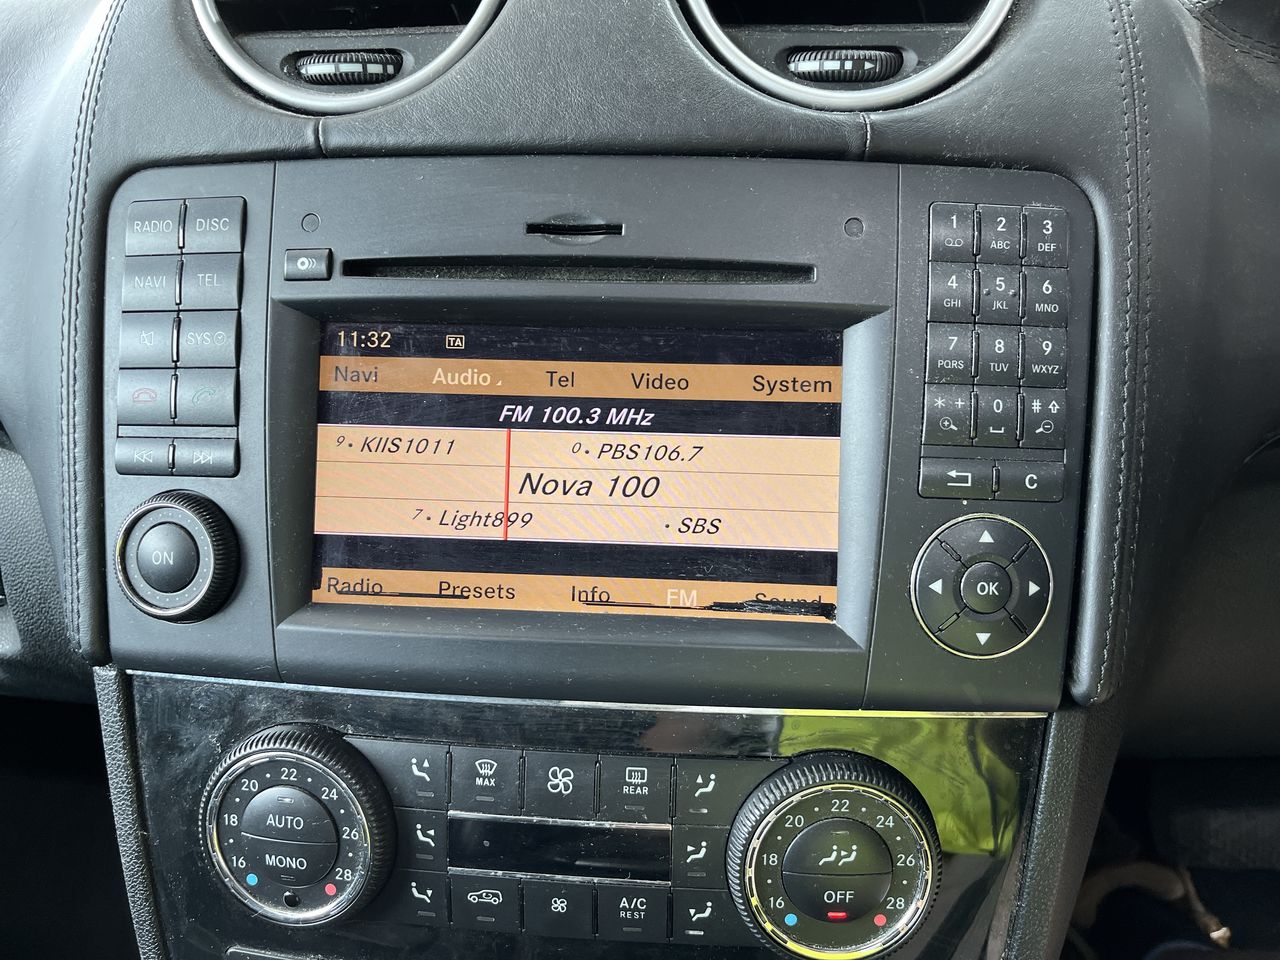 RADIO DISC
NAVI TEL
SYS
ON
11:32 TA
Navi Audio Tel Video System
FM 100.3 MHz
9 • KIIS1011 0 • PBS106.7
Nova 100
7 • Light899 • SBS
Radio Presets Info FM Sound
1 2 3
ABC DEF
4 5 6
GHI JKL MNO
7 8 9
PQRS TUV WXYZ
* + 0 #
C
OK
16 18 20 22 24 26 28
AUTO
MONO
MAX
REAR
A/C
REST
16 18 20 22 24 26 28
OFF